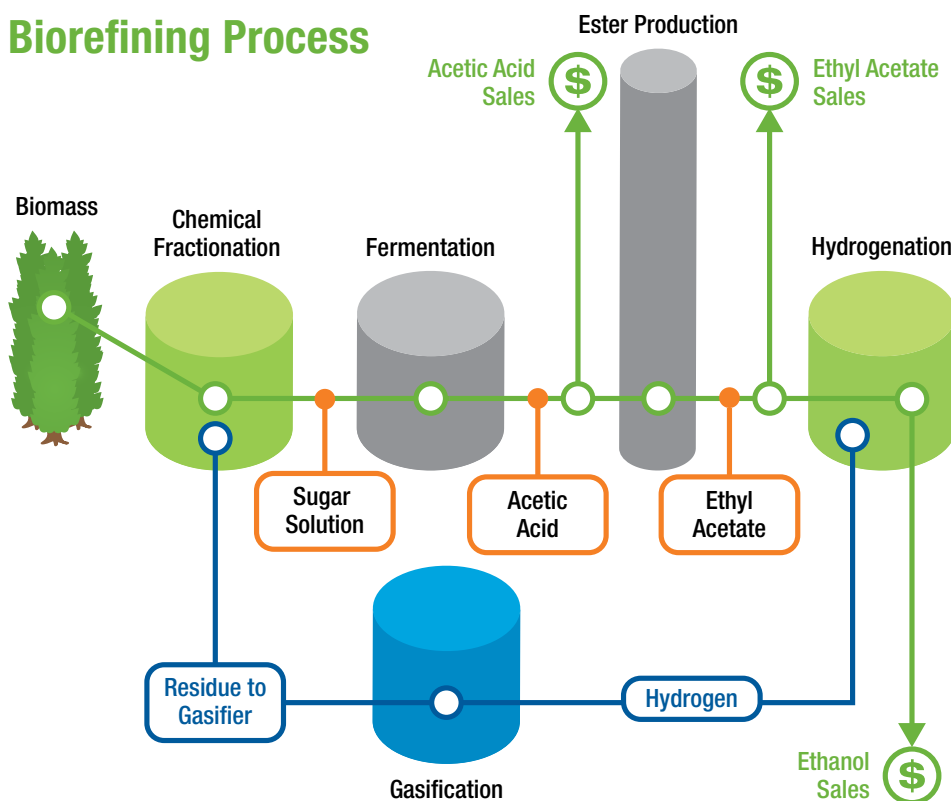 Biorefining Process
Ester Production
Acetic Acid
Sales
$
$
Ethyl Acetate
Sales
Biomass
Chemical
Fractionation
Fermentation
Hydrogenation
Sugar
Solution
Acetic
Acid
Ethyl
Acetate
Residue to
Gasifier
Hydrogen
Gasification
Ethanol
Sales
$